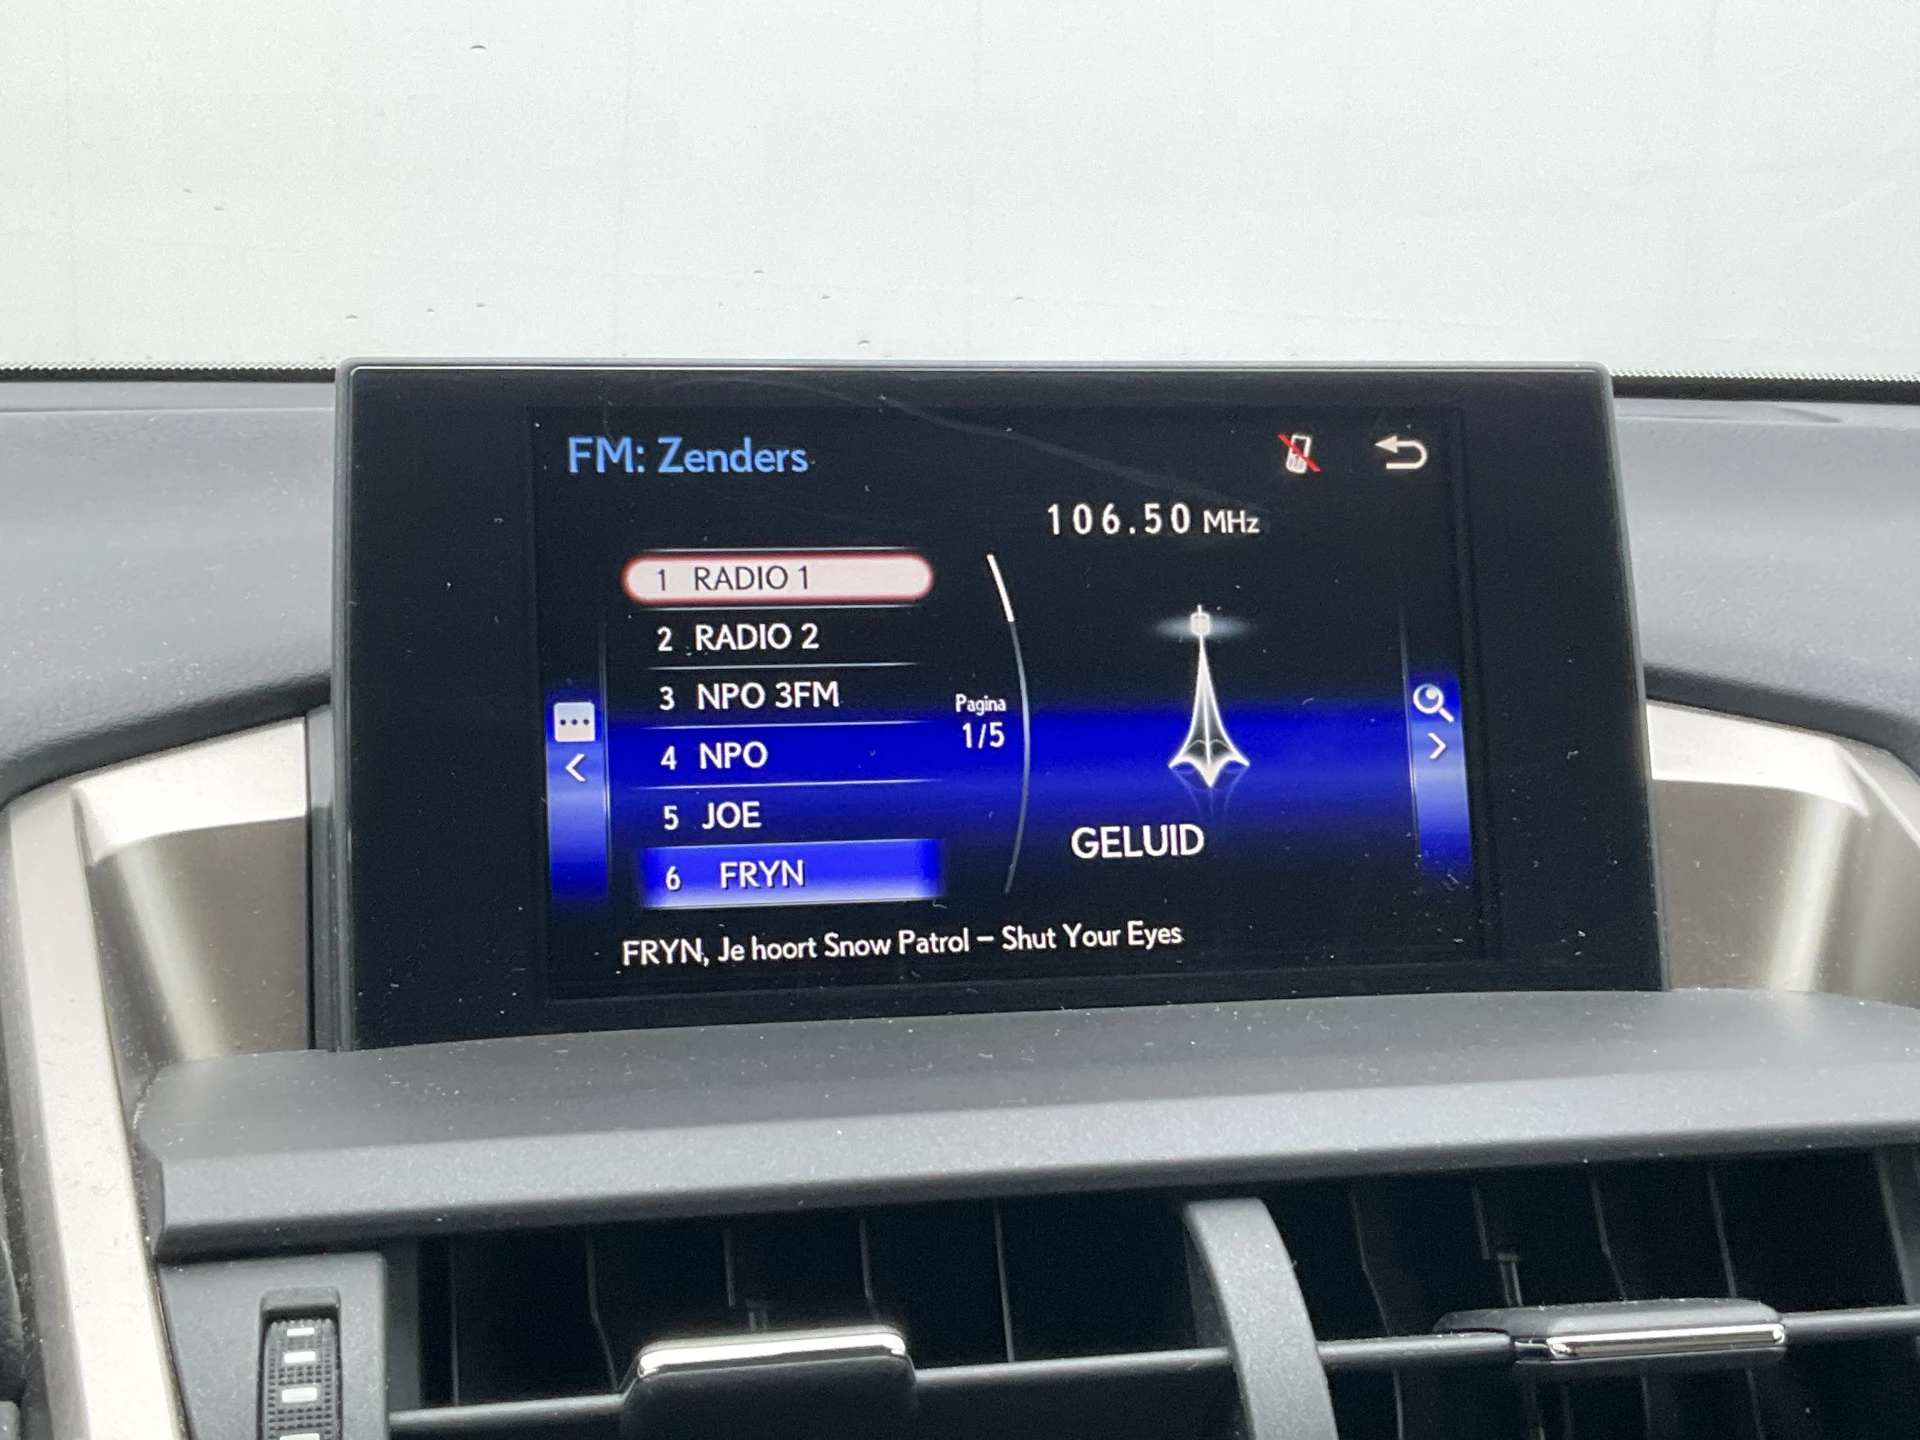 FM: Zenders
106.50 MHz
1 RADIO 1
2 RADIO 2
3 NPO 3FM
4 NPO
5 JOE
6 FRYN
Pagina
1/5
GELUID
FRYN, Je hoort Snow Patrol – Shut Your Eyes